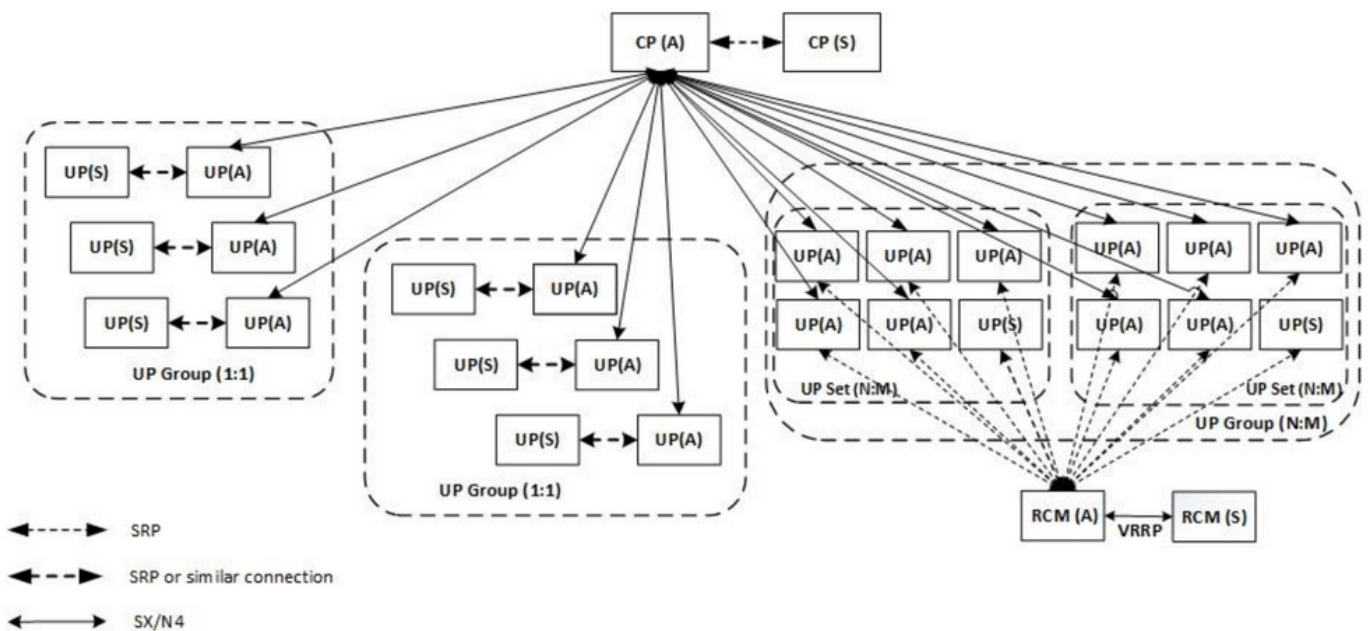 CP (A)
CP (S)
UP(S)
UP(A)
UP(S)
UP(A)
UP(S)
UP(A)
UP Group (1:1)
UP(S)
UP(A)
UP(S)
UP(A)
UP(S)
UP(A)
UP Group (1:1)
UP(A)
UP(A)
UP(A)
UP(A)
UP(A)
UP(S)
UP Set (N:M)
UP(A)
UP(A)
UP(A)
UP(A)
UP(A)
UP(S)
UP Set (N:M)
UP Group (N:M)
RCM (A)
VRRP
RCM (S)
SRP
SRP or similar connection
SX/N4